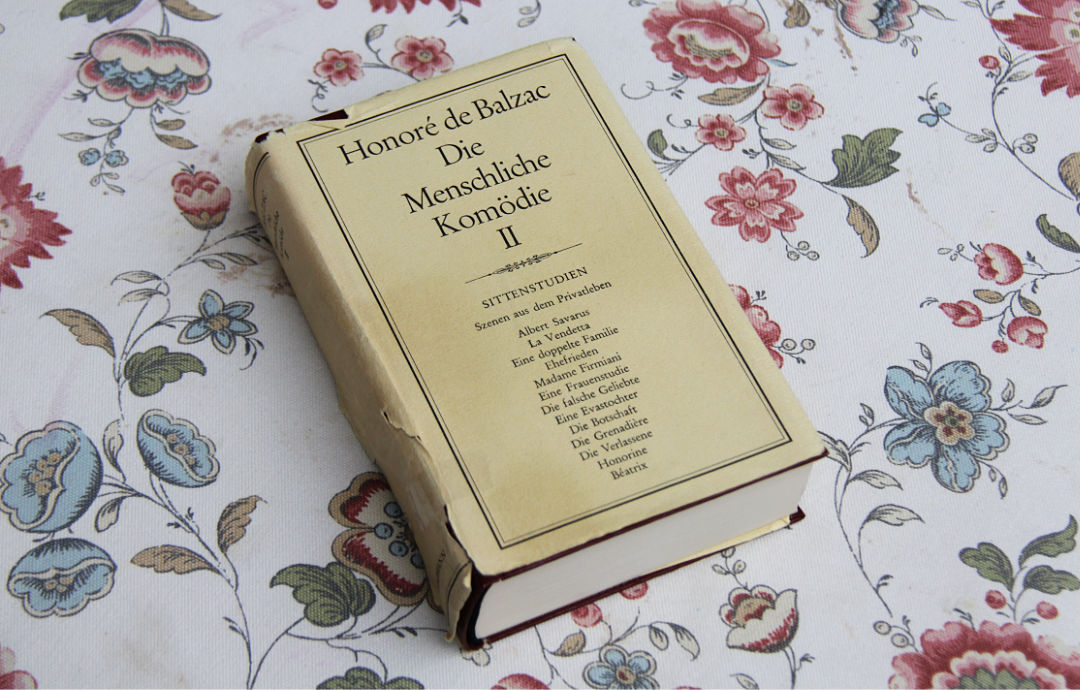 Honoré de Balzac
Die
Menschliche
Komödie
II
SITTENSTUDIEN
Szenen aus dem Privatleben
Albert Savarus
La Vendetta
Eine doppelte Familie
Ehefrieden
Madame Firmiani
Eine Frauenstudie
Die falsche Geliebte
Eine Evastochter
Die Botschaft
Die Grenadière
Die Verlassene
Honorine
Béatrix